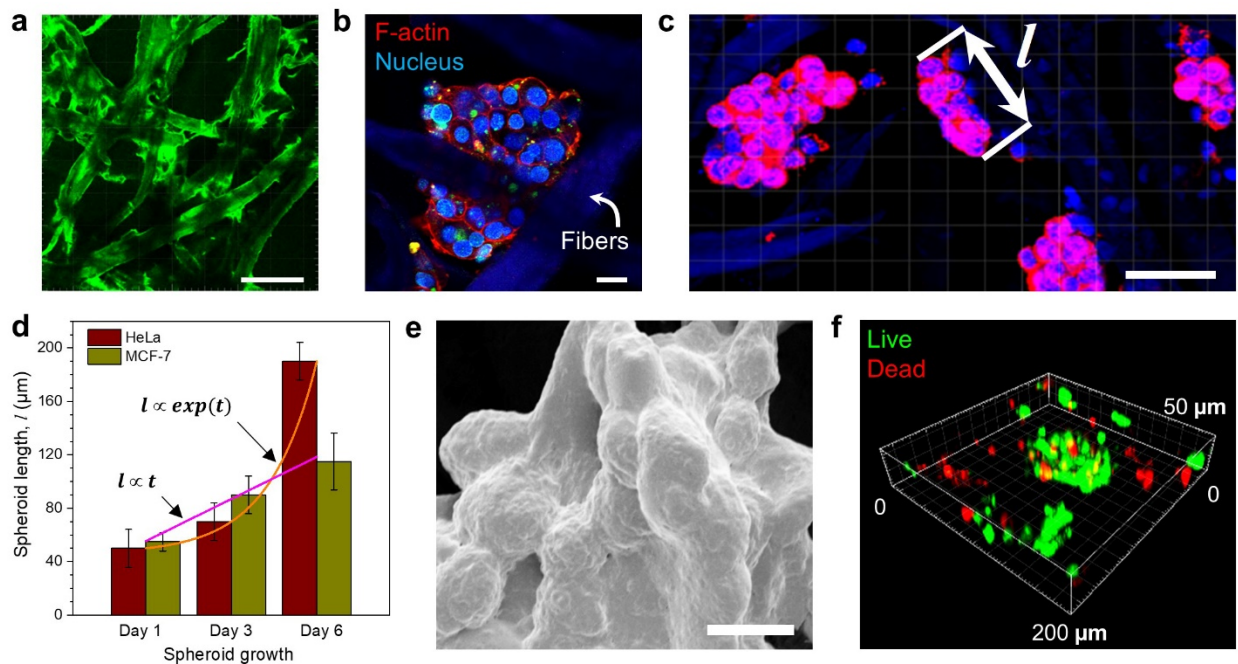 a
b
F-actin
Nucleus
Fibers
c
l
d
HeLa
MCF-7
l ∝ exp(t)
l ∝ t
200
160
120
80
40
0
Spheroid length, l (µm)
Day 1
Day 3
Day 6
Spheroid growth
e
f
Live
Dead
50 µm
0
0
200 µm